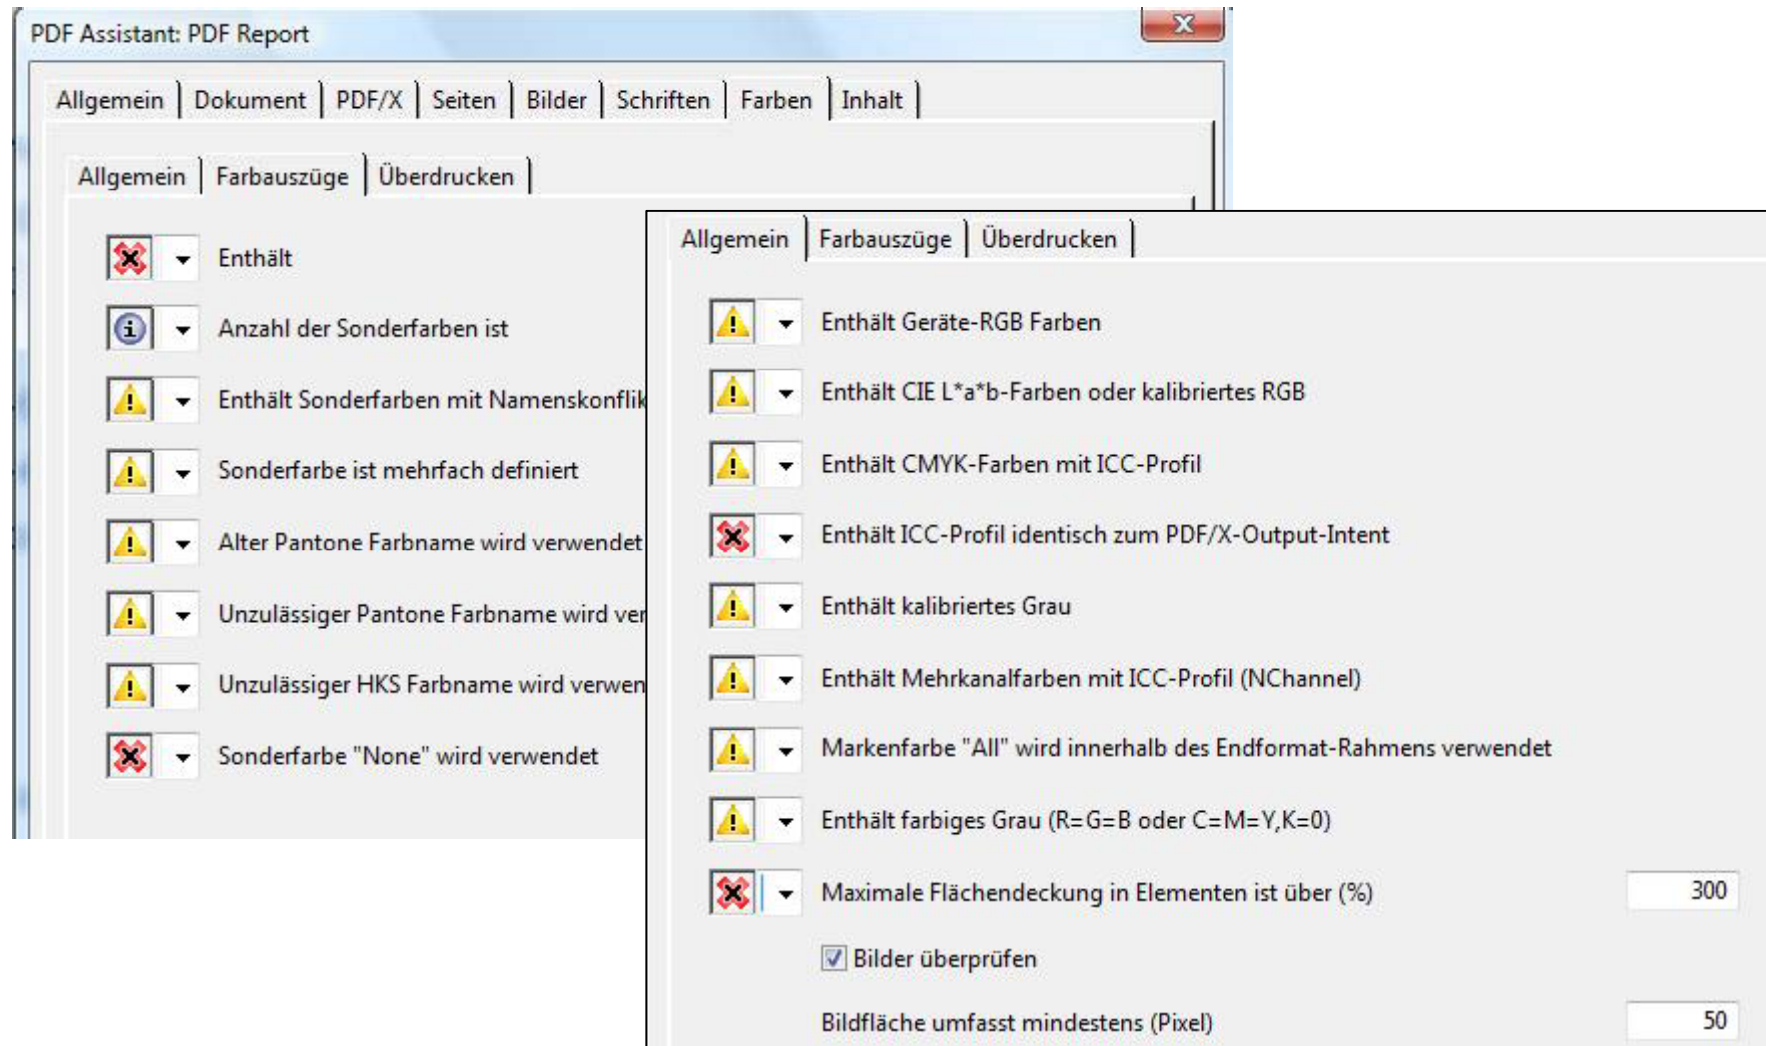 PDF Assistant: PDF Report
Allgemein Dokument PDF/X Seiten Bilder Schriften Farben Inhalt
Allgemein Farbauszüge Überdrucken
Enthält
Anzahl der Sonderfarben ist
Enthält Sonderfarben mit Namenskonflik
Sonderfarbe ist mehrfach definiert
Alter Pantone Farbname wird verwendet
Unzulässiger Pantone Farbname wird ver
Unzulässiger HKS Farbname wird verwen
Sonderfarbe "None" wird verwendet
Allgemein Farbauszüge Überdrucken
Enthält Geräte-RGB Farben
Enthält CIE L*a*b-Farben oder kalibriertes RGB
Enthält CMYK-Farben mit ICC-Profil
Enthält ICC-Profil identisch zum PDF/X-Output-Intent
Enthält kalibriertes Grau
Enthält Mehrkanalfarben mit ICC-Profil (NChannel)
Markenfarbe "All" wird innerhalb des Endformat-Rahmens verwendet
Enthält farbiges Grau (R=G=B oder C=M=Y,K=0)
Maximale Flächendeckung in Elementen ist über (%) 300
Bilder überprüfen
Bildfläche umfasst mindestens (Pixel) 50